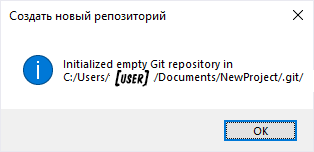 Создать новый репозиторий
Initialized empty Git repository in
C:/Users/ [USER] /Documents/NewProject/.git/
OK